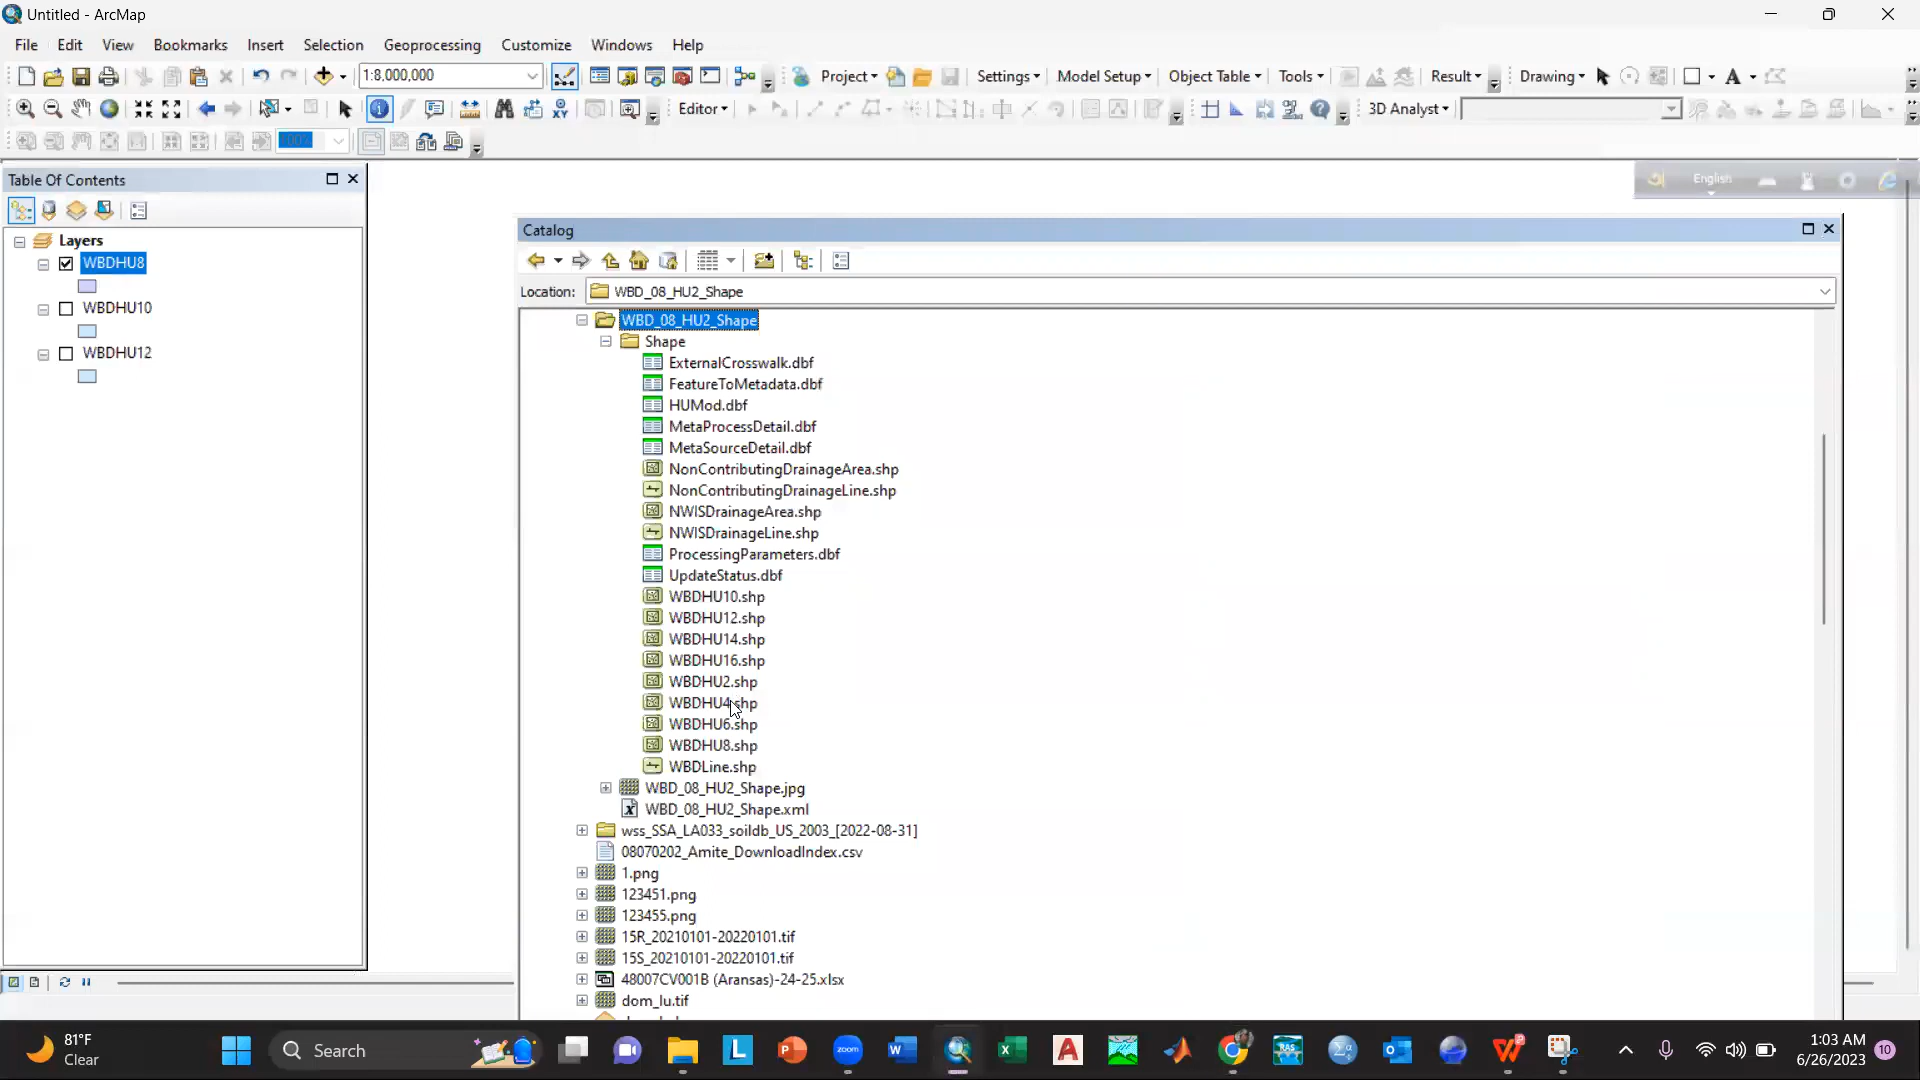 Untitled - ArcMap
File Edit View Bookmarks Insert Selection Geoprocessing Customize Windows Help
1:8,000,000 Project Settings Model Setup Object Table Tools Result Drawing A
Editor 3D Analyst
Table Of Contents
English
Catalog
Layers
WBDHU8
WBDHU10
WBDHU12
Location: WBD_08_HU2_Shape
WBD_08_HU2_Shape
Shape
ExternalCrosswalk.dbf
FeatureToMetadata.dbf
HUMod.dbf
MetaProcessDetail.dbf
MetaSourceDetail.dbf
NonContributingDrainageArea.shp
NonContributingDrainageLine.shp
NWISDrainageArea.shp
NWISDrainageLine.shp
ProcessingParameters.dbf
UpdateStatus.dbf
WBDHU10.shp
WBDHU12.shp
WBDHU14.shp
WBDHU16.shp
WBDHU2.shp
WBDHU4.shp
WBDHU6.shp
WBDHU8.shp
WBDLine.shp
WBD_08_HU2_Shape.jpg
WBD_08_HU2_Shape.xml
wss_SSA_LA033_soildb_US_2003_[2022-08-31]
08070202_Amite_DownloadIndex.csv
1.png
123451.png
123455.png
15R_20210101-20220101.tif
15S_20210101-20220101.tif
48007CV001B (Aransas)-24-25.xlsx
dom_lu.tif
81°F
Clear
Search
zoom
RAS
1:03 AM
6/26/2023
10